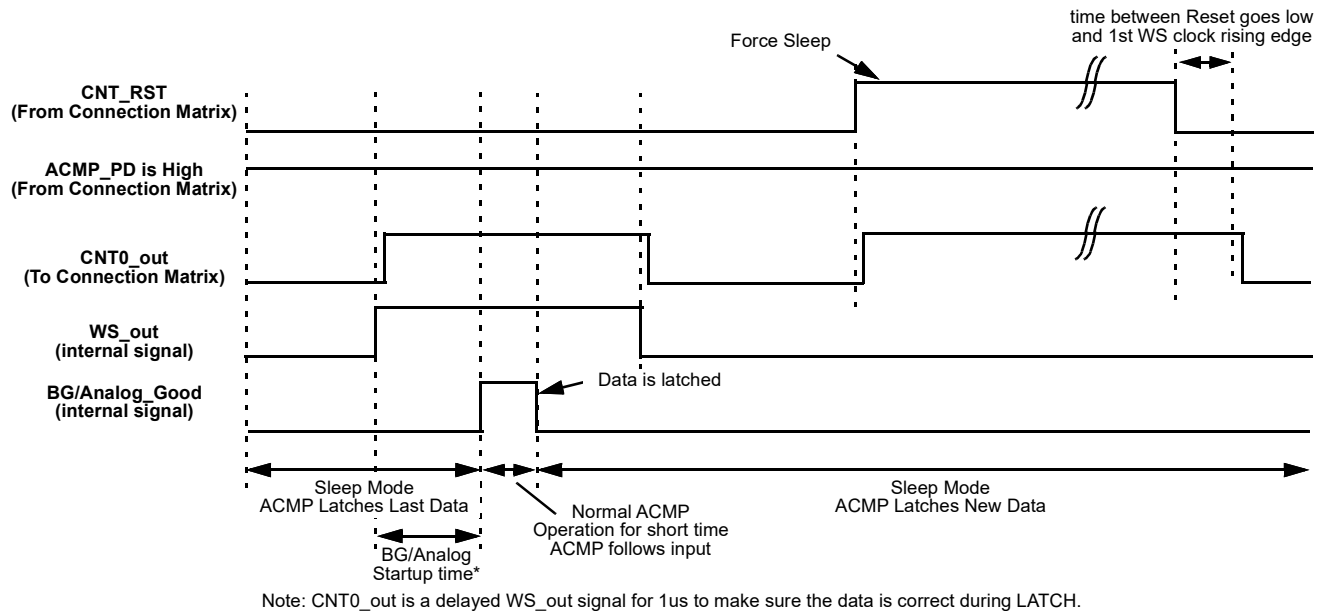 time between Reset goes low
and 1st WS clock rising edge
Force Sleep
CNT_RST
(From Connection Matrix)
ACMP_PD is High
(From Connection Matrix)
CNT0_out
(To Connection Matrix)
WS_out
(internal signal)
BG/Analog_Good
(internal signal)
Data is latched
Sleep Mode
ACMP Latches Last Data
Normal ACMP
Operation for short time
ACMP follows input
Sleep Mode
ACMP Latches New Data
BG/Analog
Startup time*
Note: CNT0_out is a delayed WS_out signal for 1us to make sure the data is correct during LATCH.